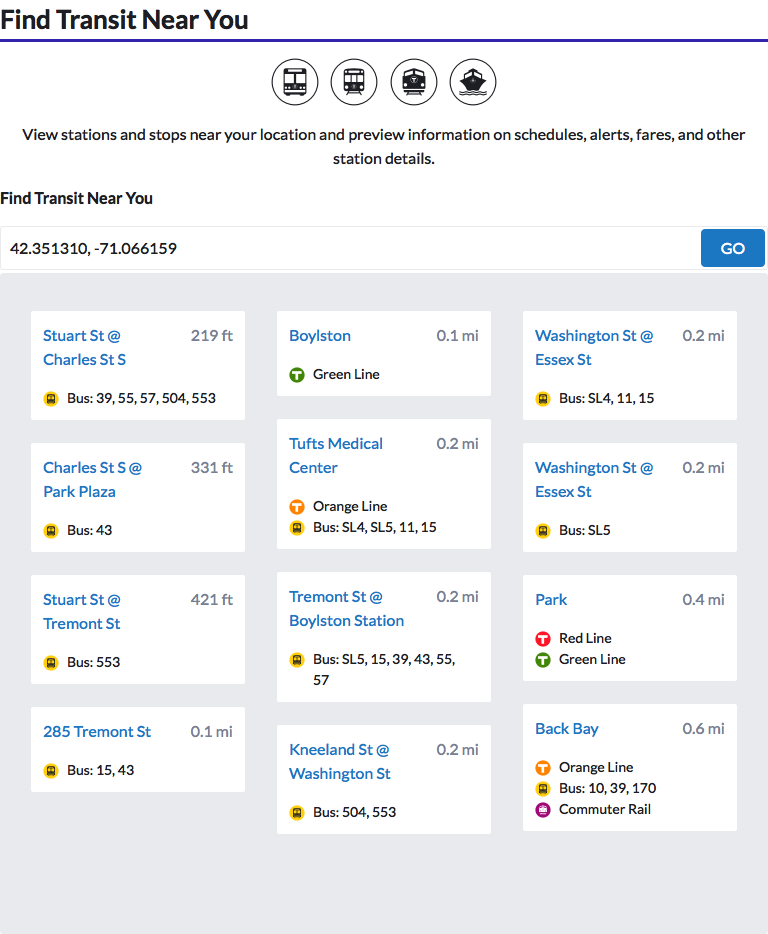 Find Transit Near You
View stations and stops near your location and preview information on schedules, alerts, fares, and other
station details.
Find Transit Near You
42.351310, -71.066159
GO
Stuart St @ 219 ft
Charles St S
Bus: 39, 55, 57, 504, 553
Charles St S @ 331 ft
Park Plaza
Bus: 43
Stuart St @ 421 ft
Tremont St
Bus: 553
285 Tremont St 0.1 mi
Bus: 15, 43
Boylston 0.1 mi
T Green Line
Tufts Medical 0.2 mi
Center
T Orange Line
Bus: SL4, SL5, 11, 15
Tremont St @ 0.2 mi
Boylston Station
Bus: SL5, 15, 39, 43, 55,
57
Kneeland St @ 0.2 mi
Washington St
Bus: 504, 553
Washington St @ 0.2 mi
Essex St
Bus: SL4, 11, 15
Washington St @ 0.2 mi
Essex St
Bus: SL5
Park 0.4 mi
T Red Line
T Green Line
Back Bay 0.6 mi
T Orange Line
Bus: 10, 39, 170
Commuter Rail